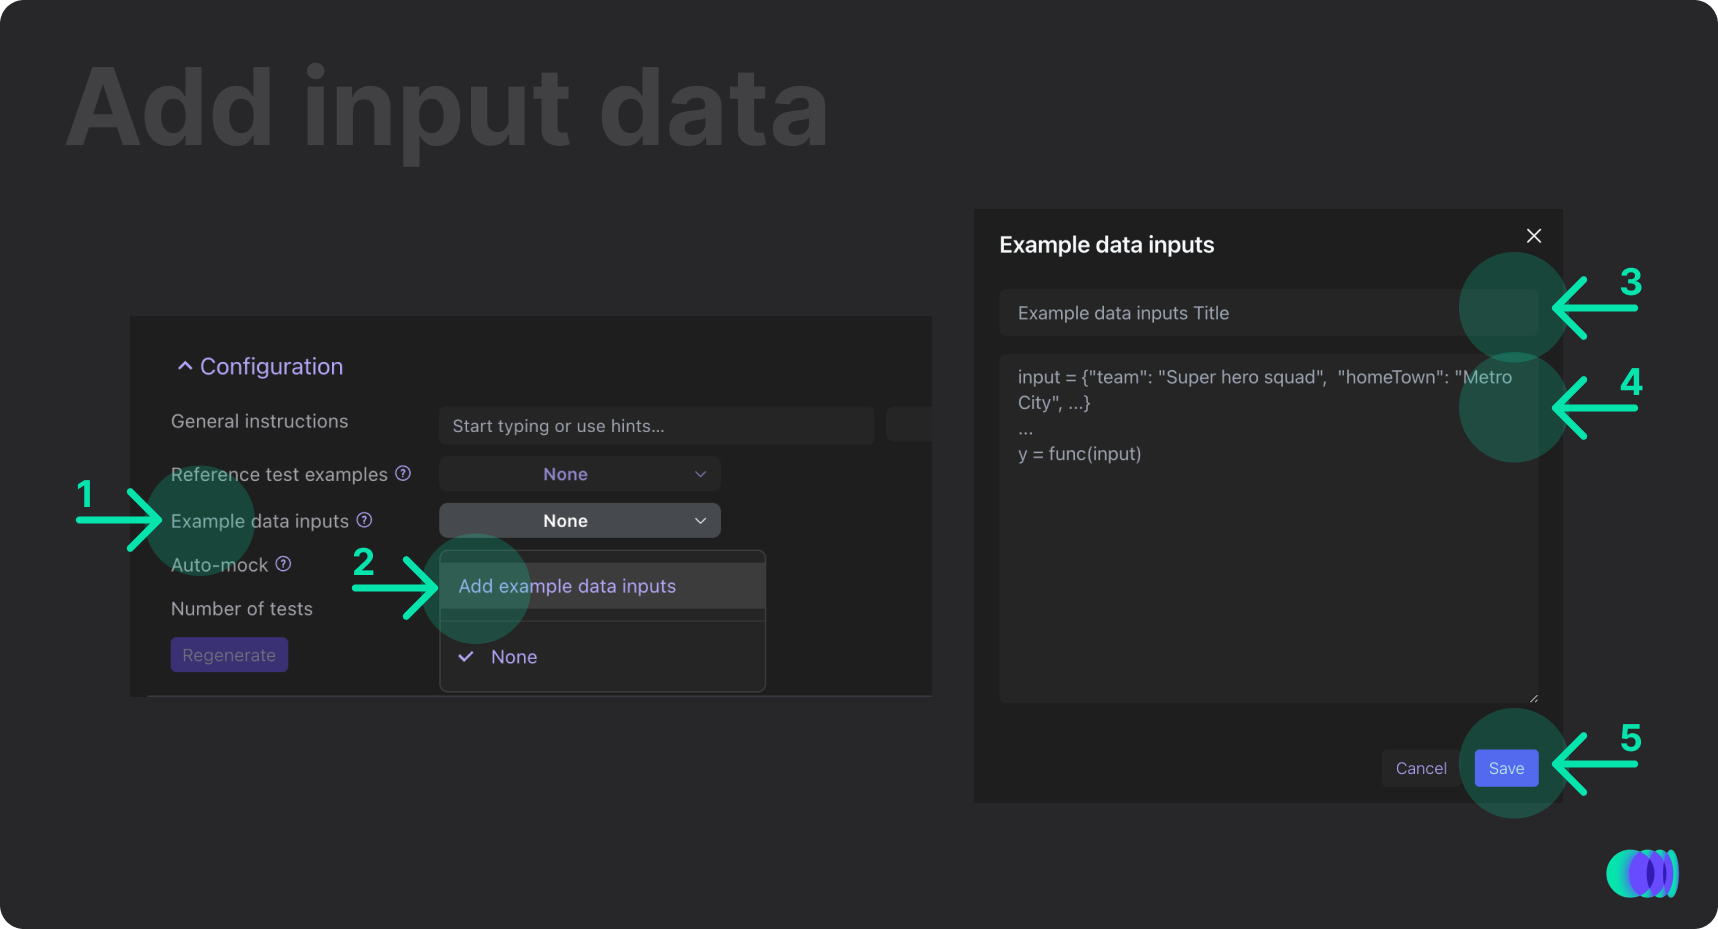 Add input data
Configuration
General instructions
Start typing or use hints...
Reference test examples ?
None
1
Example data inputs ?
None
Auto-mock ?
2
Add example data inputs
Number of tests
None
Regenerate
Example data inputs
3
Example data inputs Title
4
input = {"team": "Super hero squad",  "homeTown": "Metro
City", ...}
...
y = func(input)
5
Cancel
Save